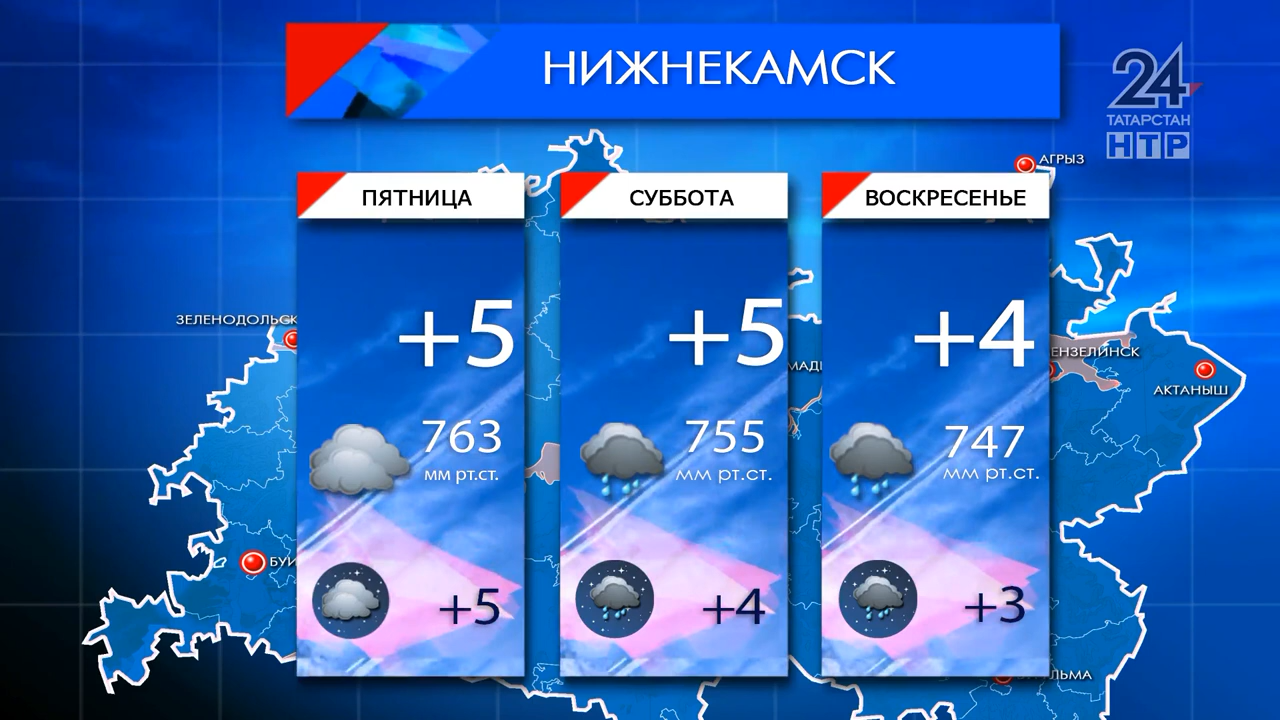 НИЖНЕКАМСК
24
ТАТАРСТАН
НТР
АГРЫЗ
ПЯТНИЦА
СУББОТА
ВОСКРЕСЕНЬЕ
ЗЕЛЕНОДОЛЬСК
+5
+5
+4
ЕНЗЕЛИНСК
АКТАНЫШ
763
мм рт.ст.
755
мм рт.ст.
747
мм рт.ст.
БУИ
+5
+4
+3